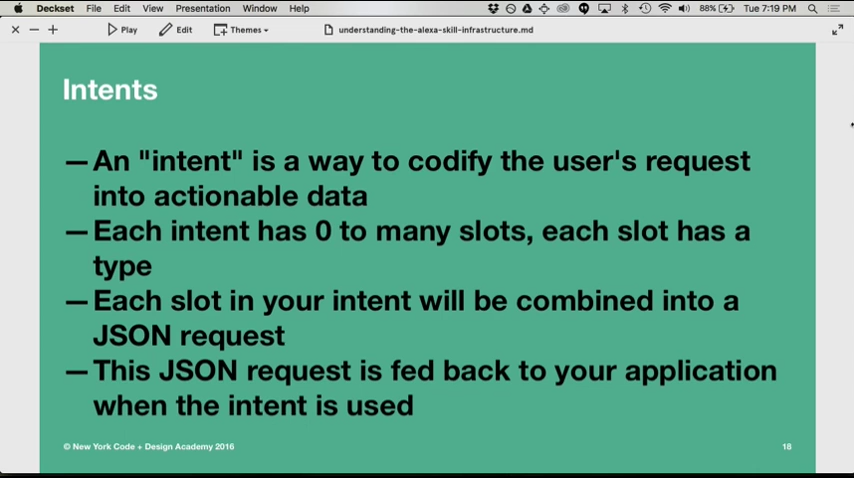 Deckset File Edit View Presentation Window Help 88% Tue 7:19 PM
Play Edit Themes understanding-the-alexa-skill-infrastructure.md
Intents
— An "intent" is a way to codify the user's request
into actionable data
— Each intent has 0 to many slots, each slot has a
type
— Each slot in your intent will be combined into a
JSON request
— This JSON request is fed back to your application
when the intent is used
© New York Code + Design Academy 2016 18